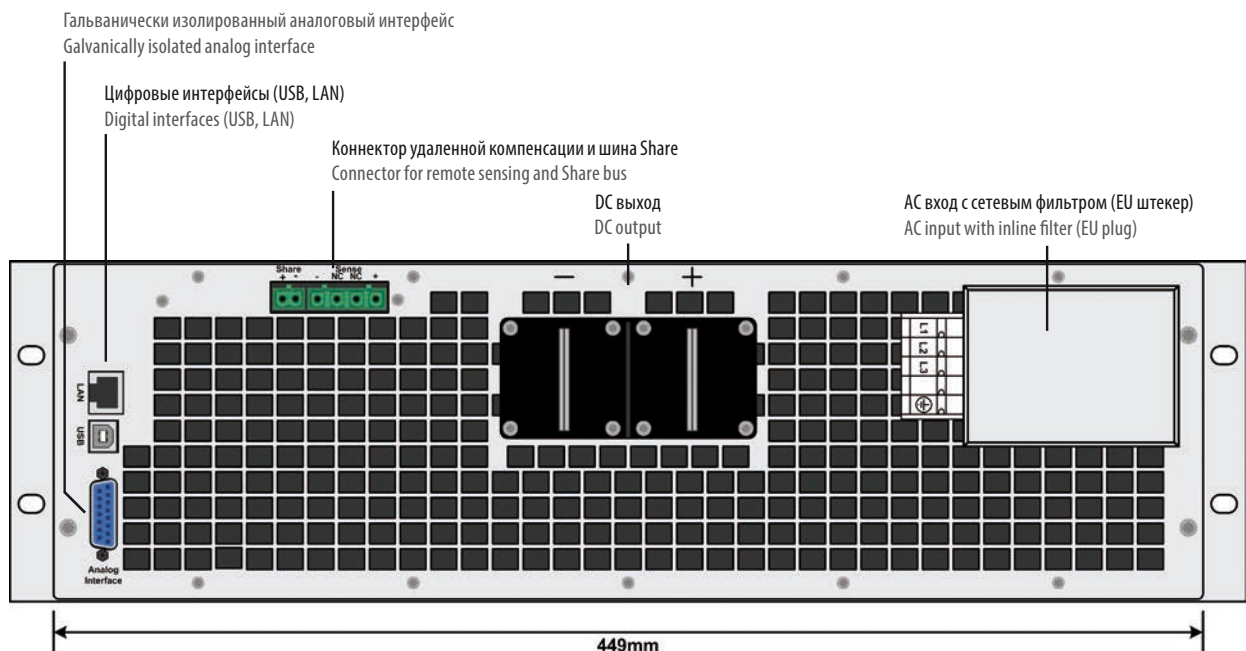 Гальванически изолированный аналоговый интерфейс
Galvanically isolated analog interface
Цифровые интерфейсы (USB, LAN)
Digital interfaces (USB, LAN)
Коннектор удаленной компенсации и шина Share
Connector for remote sensing and Share bus
DC выход
DC output
AC вход с сетевым фильтром (EU штекер)
AC input with inline filter (EU plug)
Share Sense
+ - - NC NC +
− +
L1
L2
L3
LAN
USB
Analog
Interface
449mm